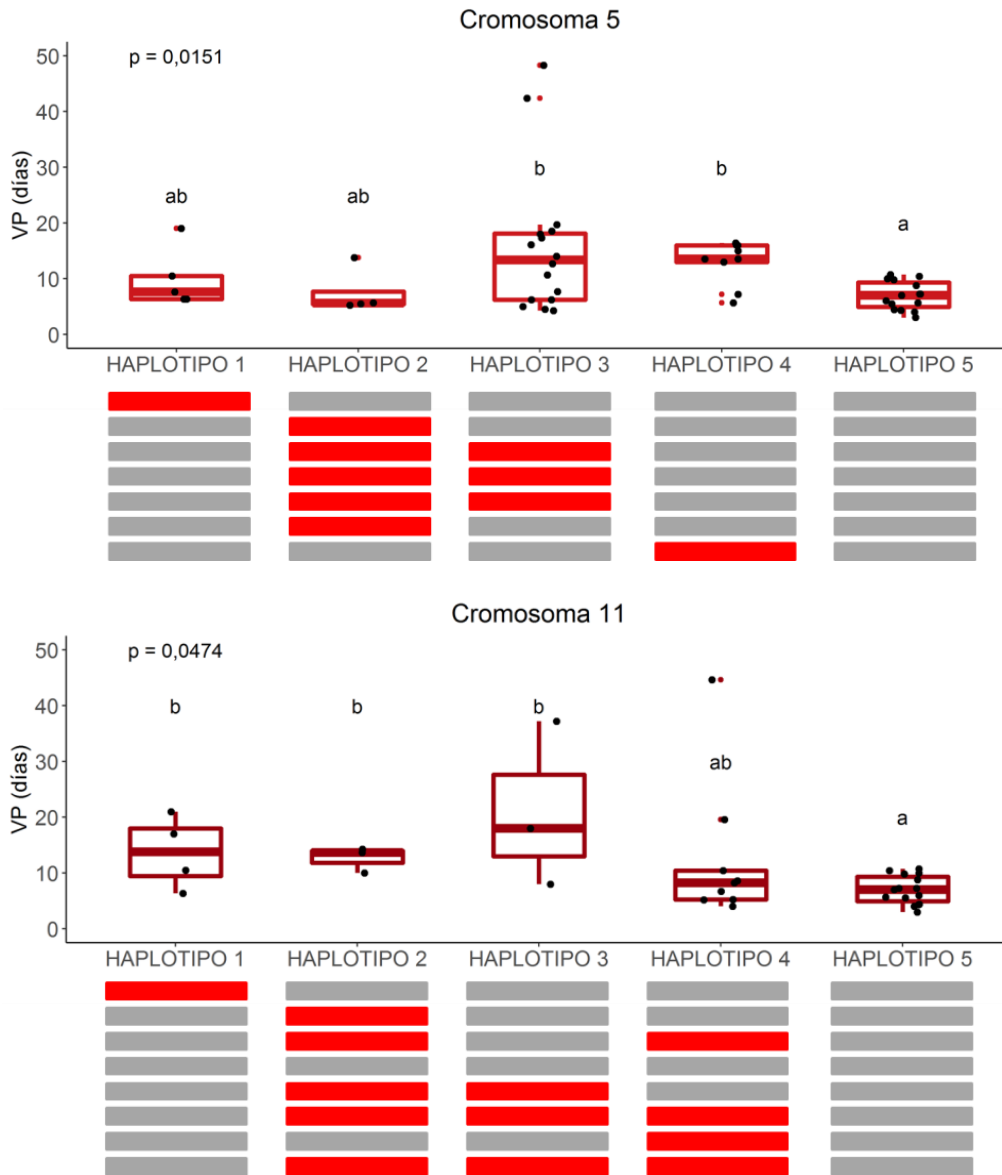 Cromosoma 5
50
p = 0,0151
40
30
b
b
ab
ab
a
20
10
0
VP (días)
HAPLOTIPO 1 HAPLOTIPO 2 HAPLOTIPO 3 HAPLOTIPO 4 HAPLOTIPO 5
Cromosoma 11
50
p = 0,0474
40
b
b
b
30
ab
20
a
10
0
VP (días)
HAPLOTIPO 1 HAPLOTIPO 2 HAPLOTIPO 3 HAPLOTIPO 4 HAPLOTIPO 5